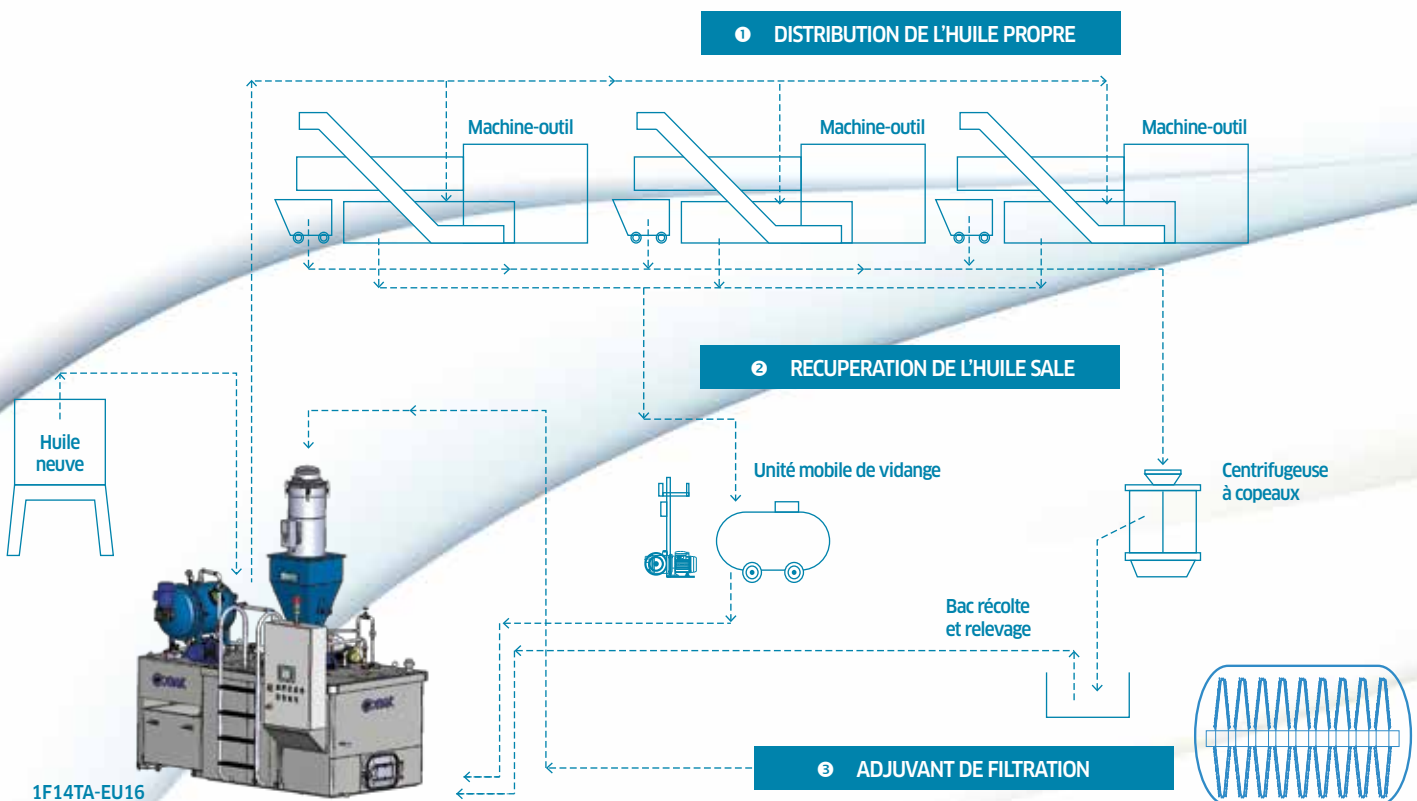 ❶ DISTRIBUTION DE L'HUILE PROPRE
Machine-outil
Machine-outil
Machine-outil
❷ RECUPERATION DE L'HUILE SALE
Huile
neuve
Unité mobile de vidange
Centrifugeuse
à copeaux
Bac récolte
et relevage
❸ ADJUVANT DE FILTRATION
1F14TA-EU16